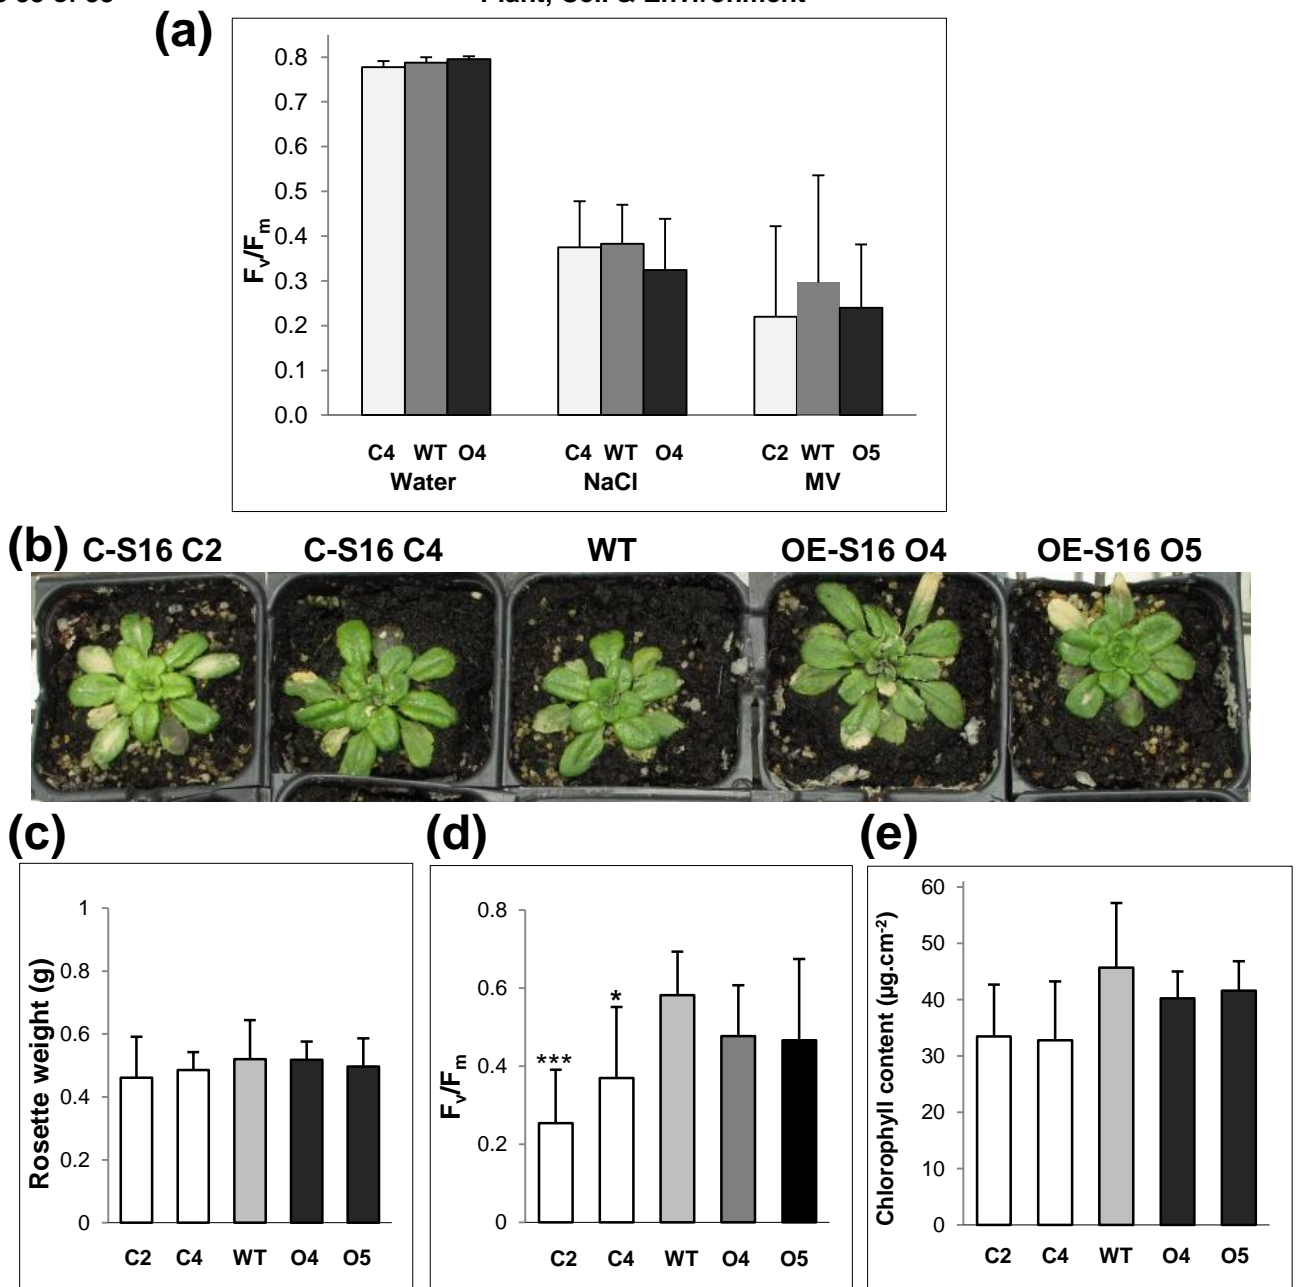 Plant, Cell & Environment
(a)
0.8
0.7
0.6
0.5
0.4
0.3
0.2
0.1
0.0
Fv/Fm
C4 WT O4 C4 WT O4 C2 WT O5
Water NaCl MV
(b) C-S16 C2 C-S16 C4 WT OE-S16 O4 OE-S16 O5
(c)
1
0.8
0.6
0.4
0.2
0
Rosette weight (g)
C2 C4 WT O4 O5
(d)
0.8
0.6
0.4
0.2
0
Fv/Fm
***
*
C2 C4 WT O4 O5
(e)
60
50
40
30
20
10
0
Chlorophyll content (µg.cm-2)
C2 C4 WT O4 O5